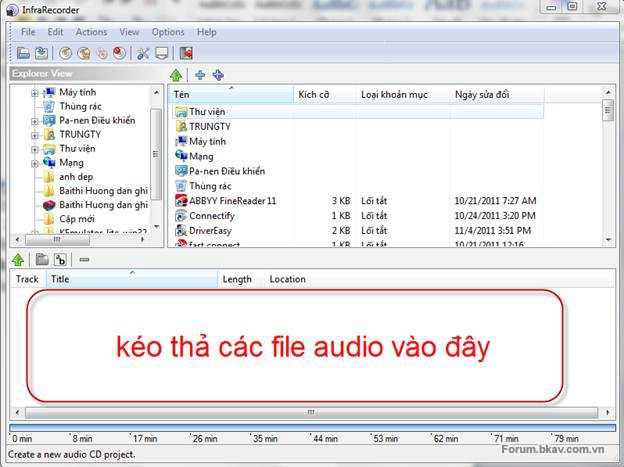 InfraRecorder
File Edit Actions View Options Help
Explorer View
Máy tính
Thùng rác
Pa-nen Điều khiển
TRUNGTY
Thư viện
Mạng
anh dep
Baithi Huong dan ghi
Baithi Huong dan ghi
Cập mới
KEmulator-lite-win32
Tên Kích cỡ Loại khoản mục Ngày sửa đổi
Thư viện
TRUNGTY
Máy tính
Mạng
Pa-nen Điều khiển
Thùng rác
ABBYY FineReader 11 3 KB Lối tắt 10/21/2011 7:27 AM
Connectify 1 KB Lối tắt 10/24/2011 3:20 PM
DriverEasy 2 KB Lối tắt 11/4/2011 3:51 PM
fast connect 1 KB Lối tắt 10/21/2011 12:16
Track Title Length Location
kéo thả các file audio vào đây
0 min 8 min 17 min 26 min 35 min 44 min 53 min 62 min 71 min 79 min
Forum.bkav.com.vn
Create a new audio CD project.